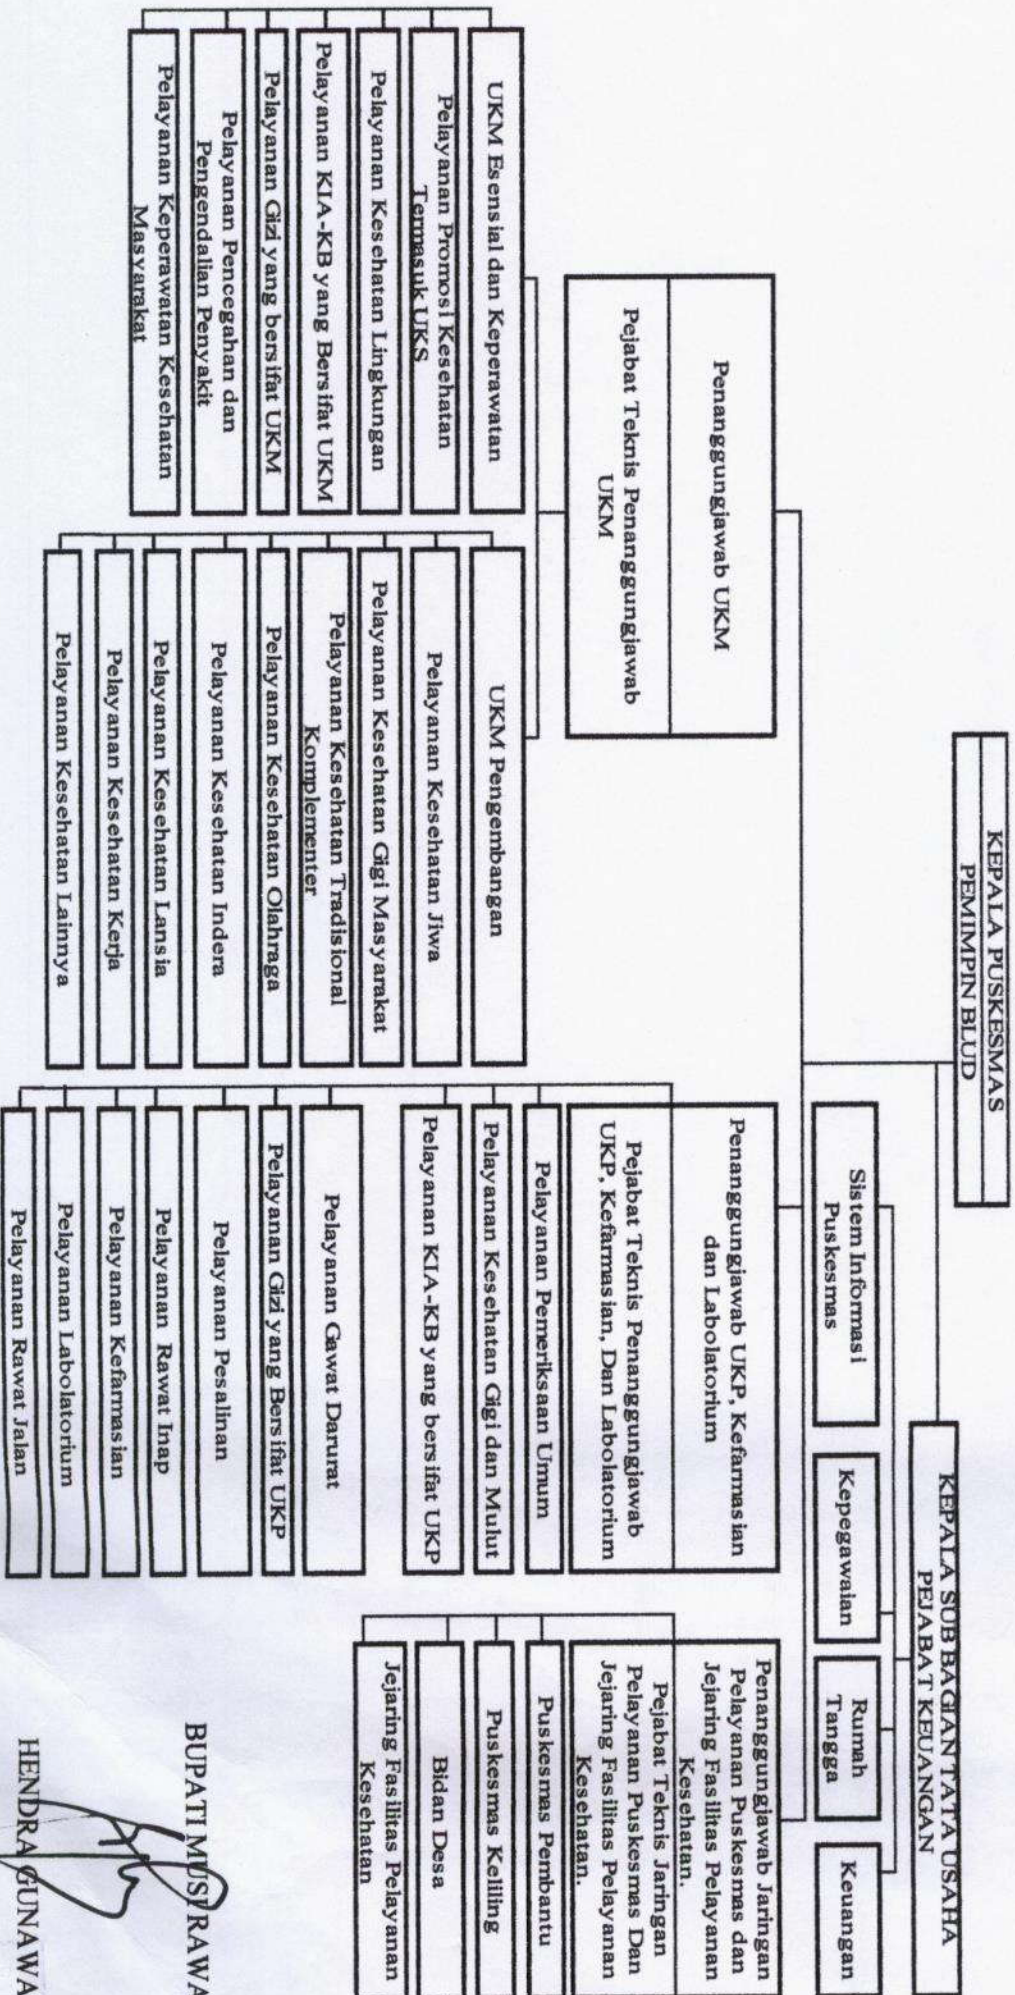 KEPALA PUSKESMAS
PEMIMPIN BLUD
KEPALA SUB BAGIAN TATA USAHA
PEJABAT KEUANGAN
Sistem Informasi
Puskesmas
Kepegawaian
Rumah
Tangga
Keuangan
Penanggungjawab UKM
Pejabat Teknis Penanggungjawab
UKM
UKM Esensial dan Keperawatan
Pelayanan Promosi Kesehatan
Termasuk UKS
Pelayanan Kesehatan Lingkungan
Pelayanan KIA-KB yang Bersifat UKM
Pelayanan Gizi yang bersifat UKM
Pelayanan Pencegahan dan
Pengendalian Penyakit
Pelayanan Keperawatan Kesehatan
Masyarakat
UKM Pengembangan
Pelayanan Kesehatan Jiwa
Pelayanan Kesehatan Gigi Masyarakat
Pelayanan Kesehatan Tradisional
Komplementer
Pelayanan Kesehatan Olahraga
Pelayanan Kesehatan Indera
Pelayanan Kesehatan Lansia
Pelayanan Kesehatan Kerja
Pelayanan Kesehatan Lainnya
Penanggungjawab UKP, Kefarmasian
dan Labolatorium
Pejabat Teknis Penanggungjawab
UKP, Kefarmasian, Dan Labolatorium
Pelayanan Pemeriksaan Umum
Pelayanan Kesehatan Gigi dan Mulut
Pelayanan KIA-KB yang bersifat UKP
Pelayanan Gawat Darurat
Pelayanan Gizi yang Bersifat UKP
Pelayanan Pesalinan
Pelayanan Rawat Inap
Pelayanan Kefarmasian
Pelayanan Labolatorium
Pelayanan Rawat Jalan
Penanggungjawab Jaringan
Pelayanan Puskesmas dan
Jejaring Fasilitas Pelayanan
Kesehatan.
Pejabat Teknis Jaringan
Pelayanan Puskesmas Dan
Jejaring Fasilitas Pelayanan
Kesehatan.
Puskesmas Pembantu
Puskesmas Keliling
Bidan Desa
Jejaring Fasilitas Pelayanan
Kesehatan
BUPATI MUSI RAWA
HENDRA GUNAWA